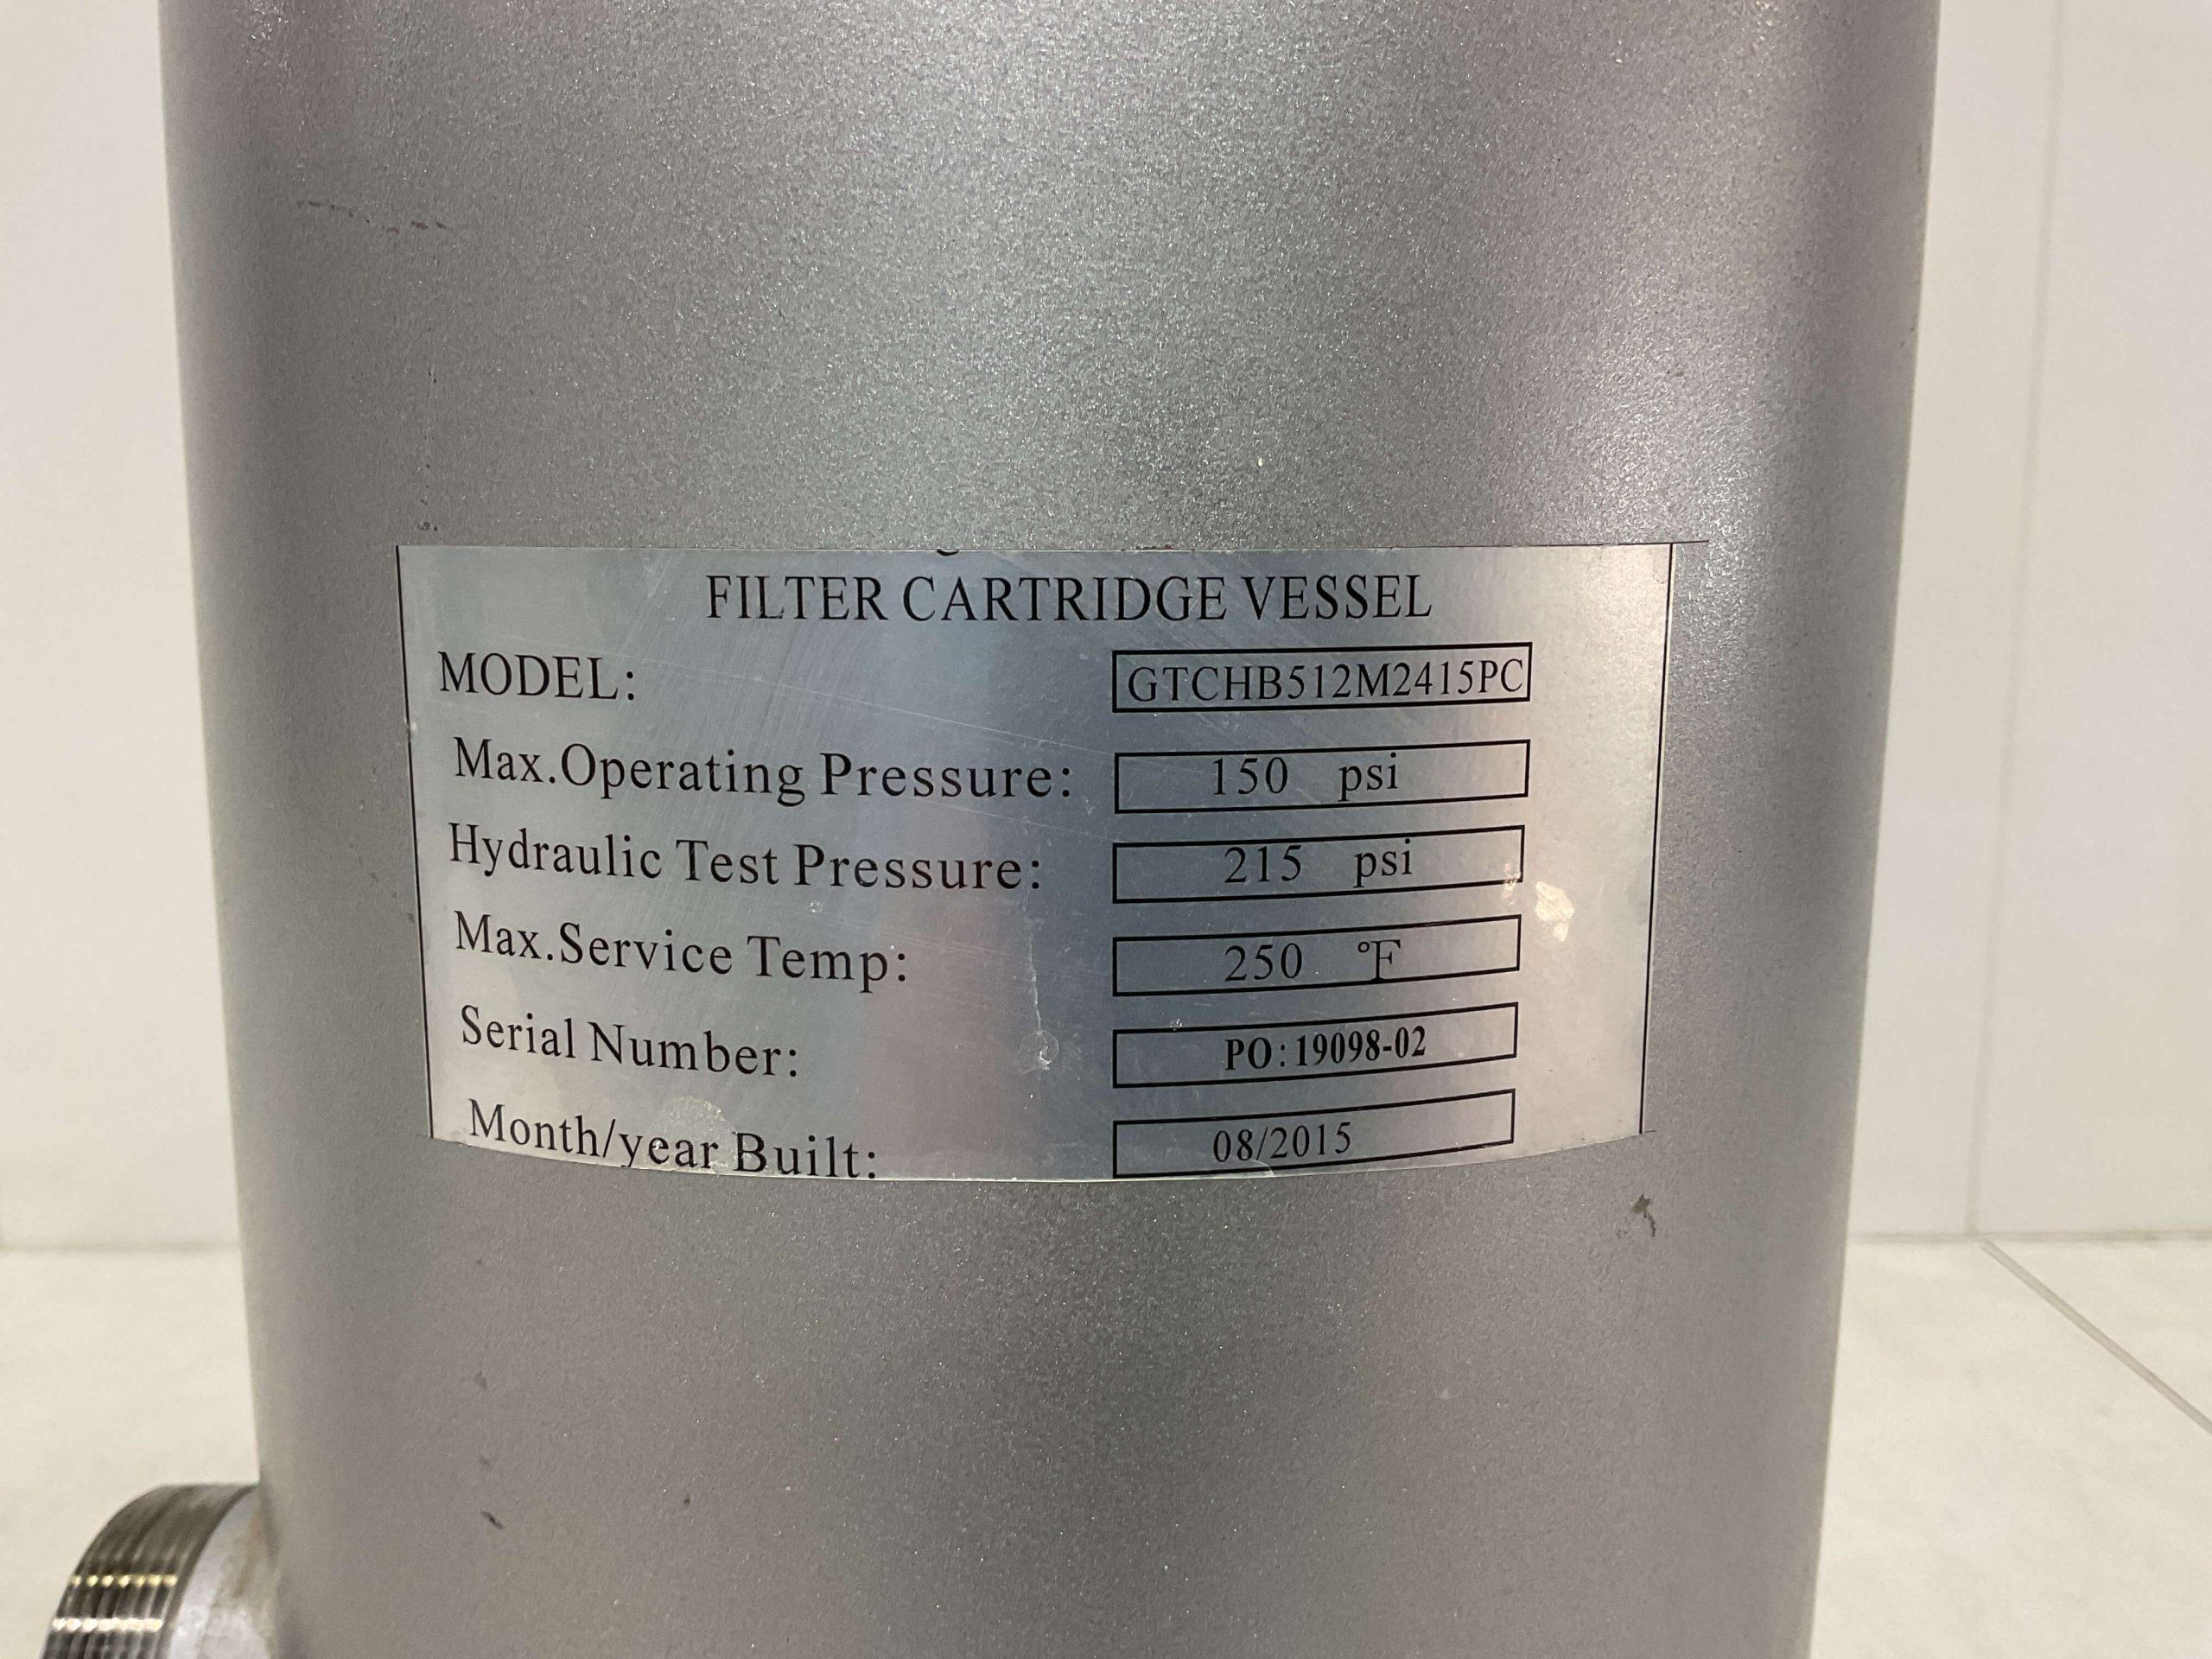 FILTER CARTRIDGE VESSEL
MODEL: GTCHB512M2415PC
Max.Operating Pressure: 150 psi
Hydraulic Test Pressure: 215 psi
Max.Service Temp: 250 ℉
Serial Number: PO:19098-02
Month/year Built: 08/2015